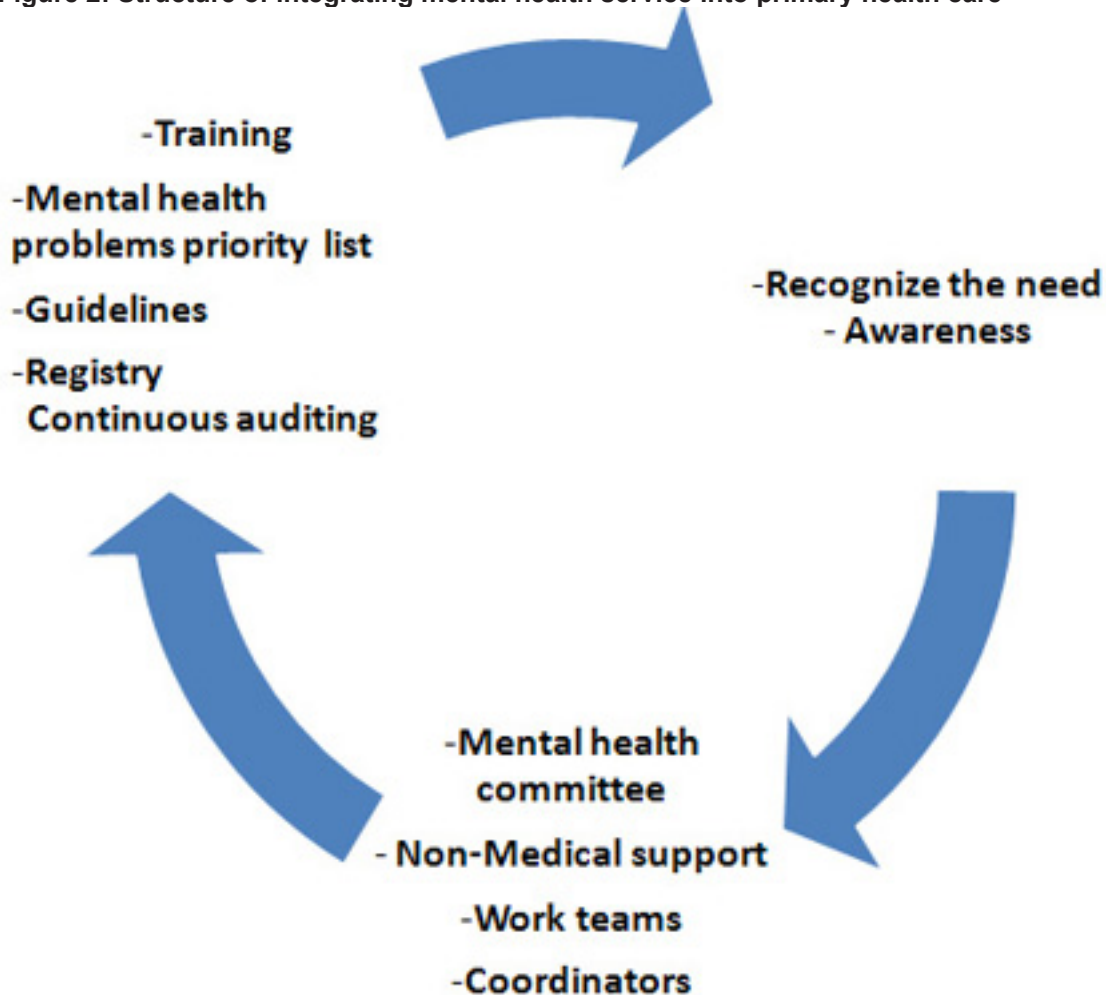 Figure 2: Structure of integrating mental health service into primary health care
-Training
-Mental health
problems priority list
-Guidelines
-Registry
Continuous auditing
-Recognize the need
- Awareness
-Mental health
committee
- Non-Medical support
-Work teams
-Coordinators